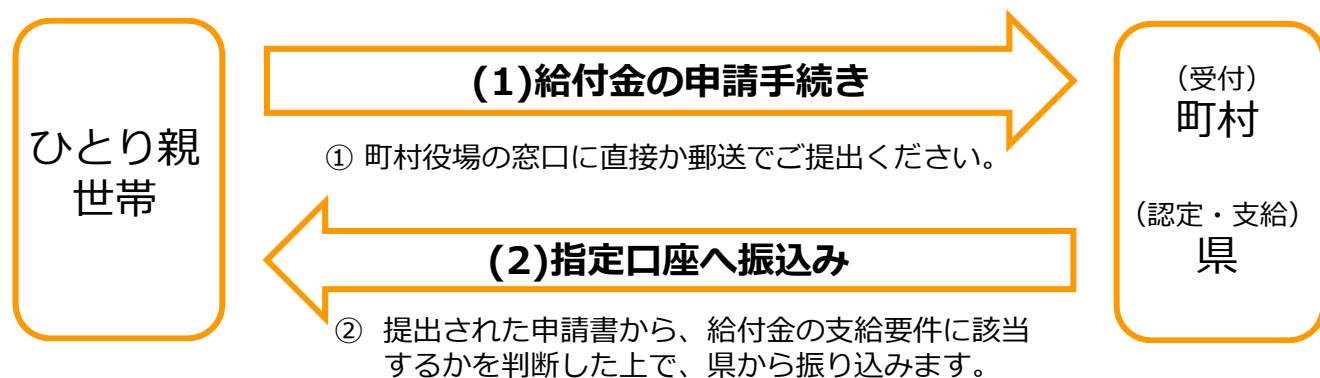 ひとり親
世帯
(1)給付金の申請手続き
① 町村役場の窓口に直接か郵送でご提出ください。
(2)指定口座へ振込み
② 提出された申請書から、給付金の支給要件に該当
するかを判断した上で、県から振り込みます。
（受付）
町村
（認定・支給）
県